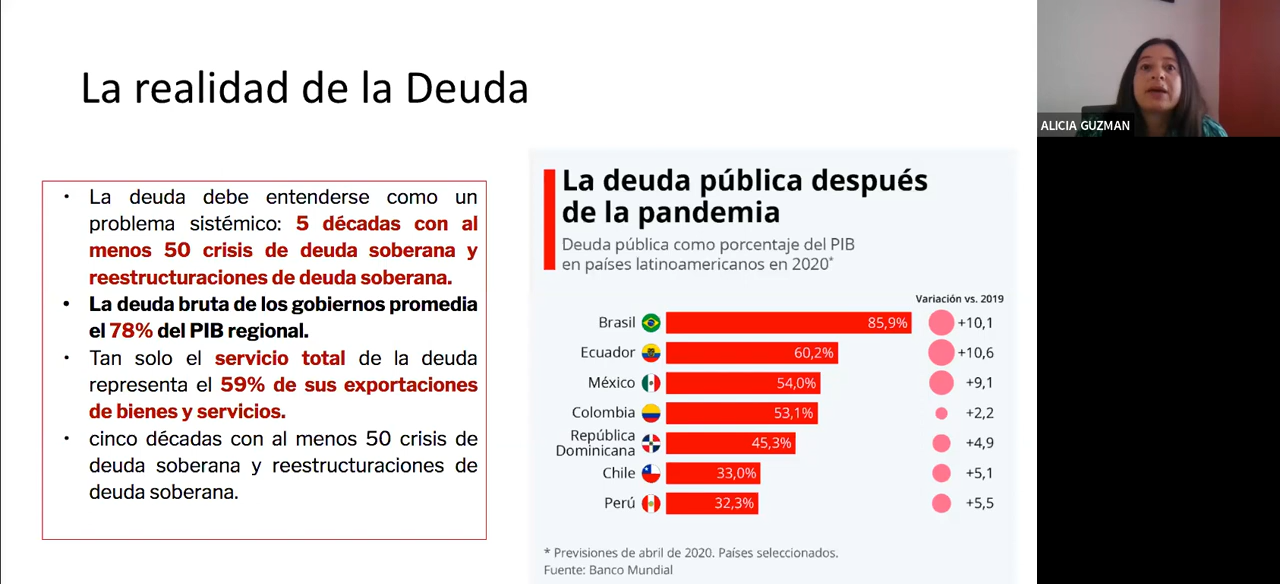 La realidad de la Deuda
ALICIA GUZMAN
• La deuda debe entenderse como un
problema sistémico: 5 décadas con al
menos 50 crisis de deuda soberana y
reestructuraciones de deuda soberana.
• La deuda bruta de los gobiernos promedia
el 78% del PIB regional.
• Tan solo el servicio total de la deuda
representa el 59% de sus exportaciones
de bienes y servicios.
• cinco décadas con al menos 50 crisis de
deuda soberana y reestructuraciones de
deuda soberana.
La deuda pública después
de la pandemia
Deuda pública como porcentaje del PIB
en países latinoamericanos en 2020*
Variación vs. 2019
Brasil 85,9% +10,1
Ecuador 60,2% +10,6
México 54,0% +9,1
Colombia 53,1% +2,2
República
Dominicana 45,3% +4,9
Chile 33,0% +5,1
Perú 32,3% +5,5
* Previsiones de abril de 2020. Países seleccionados.
Fuente: Banco Mundial